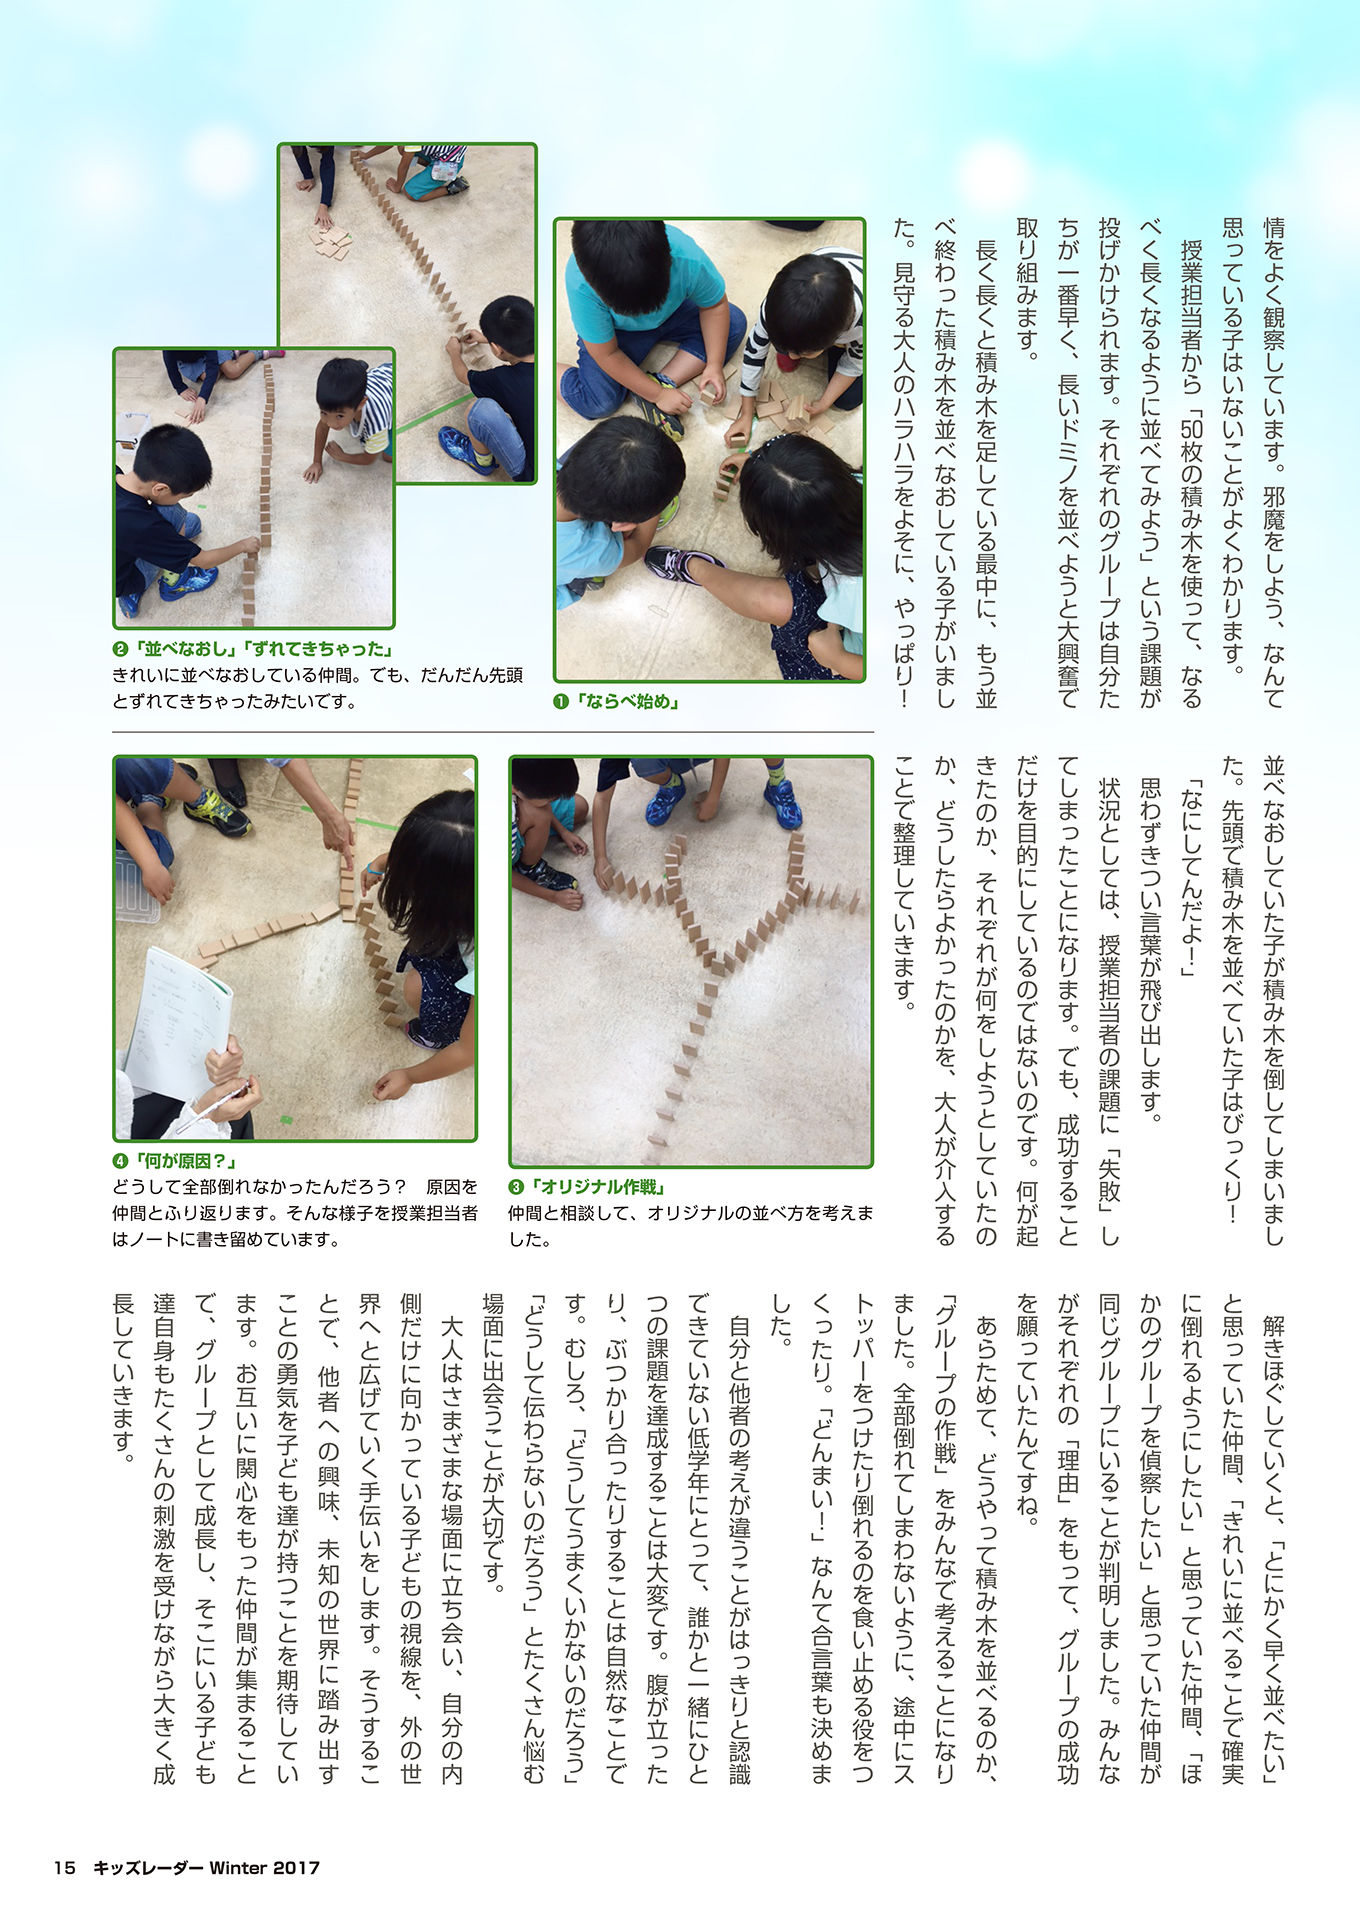 情をよく観察しています。邪魔をしよう、なんて
思っている子はいないことがよくわかります。
授業担当者から「50枚の積み木を使って、なる
べく長くなるように並べてみよう」という課題が
投げかけられます。それぞれのグループは自分た
ちが一番早く、長いドミノを並べようと大興奮で
取り組みます。
長く長くと積み木を足している最中に、もう並
べ終わった積み木を並べなおしている子がいまし
た。見守る大人のハラハラをよそに、やっぱり！
❶「ならべ始め」
❷「並べなおし」「ずれてきちゃった」
きれいに並べなおしている仲間。でも、だんだん先頭
とずれてきちゃったみたいです。
並べなおしていた子が積み木を倒してしまいまし
た。先頭で積み木を並べていた子はびっくり！
「なにしてんだよ！」
思わずきつい言葉が飛び出します。
状況としては、授業担当者の課題に「失敗」し
てしまったことになります。でも、成功すること
だけを目的にしているのではないのです。何が起
きたのか、それぞれが何をしようとしていたの
か、どうしたらよかったのかを、大人が介入する
ことで整理していきます。
❸「オリジナル作戦」
仲間と相談して、オリジナルの並べ方を考えま
した。
❹「何が原因？」
どうして全部倒れなかったんだろう？　原因を
仲間とふり返ります。そんな様子を授業担当者
はノートに書き留めています。
解きほぐしていくと、「とにかく早く並べたい」
と思っていた仲間、「きれいに並べることで確実
に倒れるようにしたい」と思っていた仲間、「ほ
かのグループを偵察したい」と思っていた仲間が
同じグループにいることが判明しました。みんな
がそれぞれの「理由」をもって、グループの成功
を願っていたんですね。
あらためて、どうやって積み木を並べるのか、
「グループの作戦」をみんなで考えることになり
ました。全部倒れてしまわないように、途中にス
トッパーをつけたり倒れるのを食い止める役をつ
くったり。「どんまい！」なんて合言葉も決めま
した。
自分と他者の考えが違うことがはっきりと認識
できていない低学年にとって、誰かと一緒にひと
つの課題を達成することは大変です。腹が立った
り、ぶつかり合ったりすることは自然なことで
す。むしろ、「どうしてうまくいかないのだろう」
「どうして伝わらないのだろう」とたくさん悩む
場面に出会うことが大切です。
大人はさまざまな場面に立ち会い、自分の内
側だけに向かっている子どもの視線を、外の世
界へと広げていく手伝いをします。そうするこ
とで、他者への興味、未知の世界に踏み出す
ことの勇気を子ども達が持つことを期待してい
ます。お互いに関心をもった仲間が集まること
で、グループとして成長し、そこにいる子ども
達自身もたくさんの刺激を受けながら大きく成
長していきます。
15 キッズレーダー Winter 2017